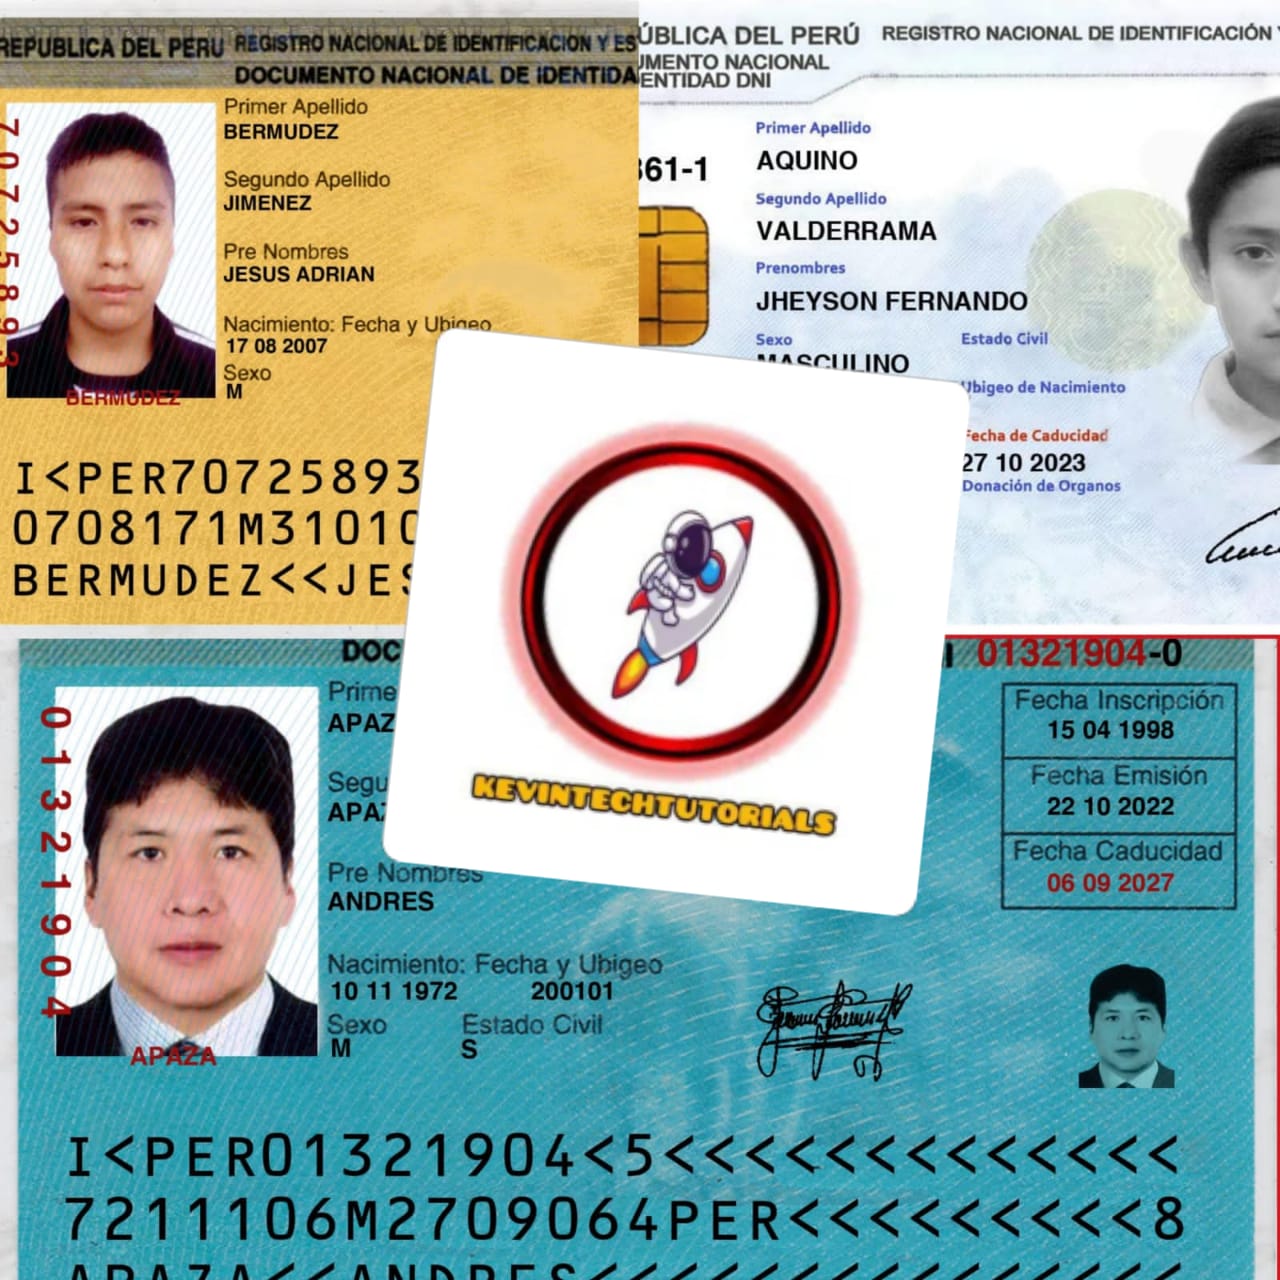 REPUBLICA DEL PERU REGISTRO NACIONAL DE IDENTIFICACION Y ES
DOCUMENTO NACIONAL DE IDENTIDA
Primer Apellido
BERMUDEZ
Segundo Apellido
JIMENEZ
Pre Nombres
JESUS ADRIAN
Nacimiento: Fecha y Ubigeo
17 08 2007
Sexo
M
70725893
BERMUDEZ
I<PER70725893
0708171M31010
BERMUDEZ<<JES
ÚBLICA DEL PERÚ REGISTRO NACIONAL DE IDENTIFICACIÓN Y
UMENTO NACIONAL
ENTIDAD DNI
361-1
Primer Apellido
AQUINO
Segundo Apellido
VALDERRAMA
Prenombres
JHEYSON FERNANDO
Sexo Estado Civil
MASCULINO
Ubigeo de Nacimiento
Fecha de Caducidad
27 10 2023
Donación de Organos
KEVINTECHTUTORIALS
DOC
01321904-0
Prime
APAZ
Segu
APA
Pre Nombres
ANDRES
Nacimiento: Fecha y Ubigeo
10 11 1972 200101
Sexo Estado Civil
M S
01321904
APAZA
Fecha Inscripción
15 04 1998
Fecha Emisión
22 10 2022
Fecha Caducidad
06 09 2027
I<PER01321904<5<<<<<<<<<<<<<<<
7211106M2709064PER<<<<<<<<<<<8
APAZA<<ANDRES<<<<<<<<<<<<<<<<<